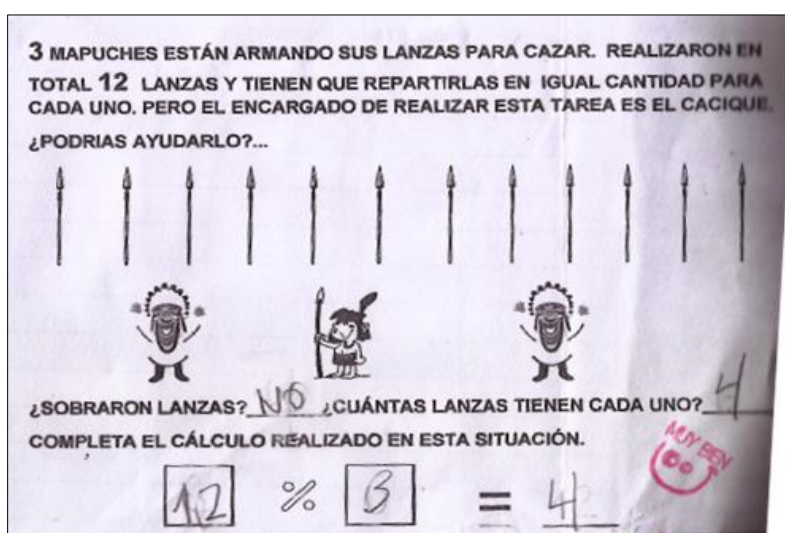 3 MAPUCHES ESTÁN ARMANDO SUS LANZAS PARA CAZAR. REALIZARON EN
TOTAL 12 LANZAS Y TIENEN QUE REPARTIRLAS EN IGUAL CANTIDAD PARA
CADA UNO. PERO EL ENCARGADO DE REALIZAR ESTA TAREA ES EL CACIQUE.
¿PODRIAS AYUDARLO?...
¿SOBRARON LANZAS? NO ¿CUÁNTAS LANZAS TIENEN CADA UNO? 4
COMPLETA EL CÁLCULO REALIZADO EN ESTA SITUACIÓN.
MUY BIEN
12 % 3 = 4